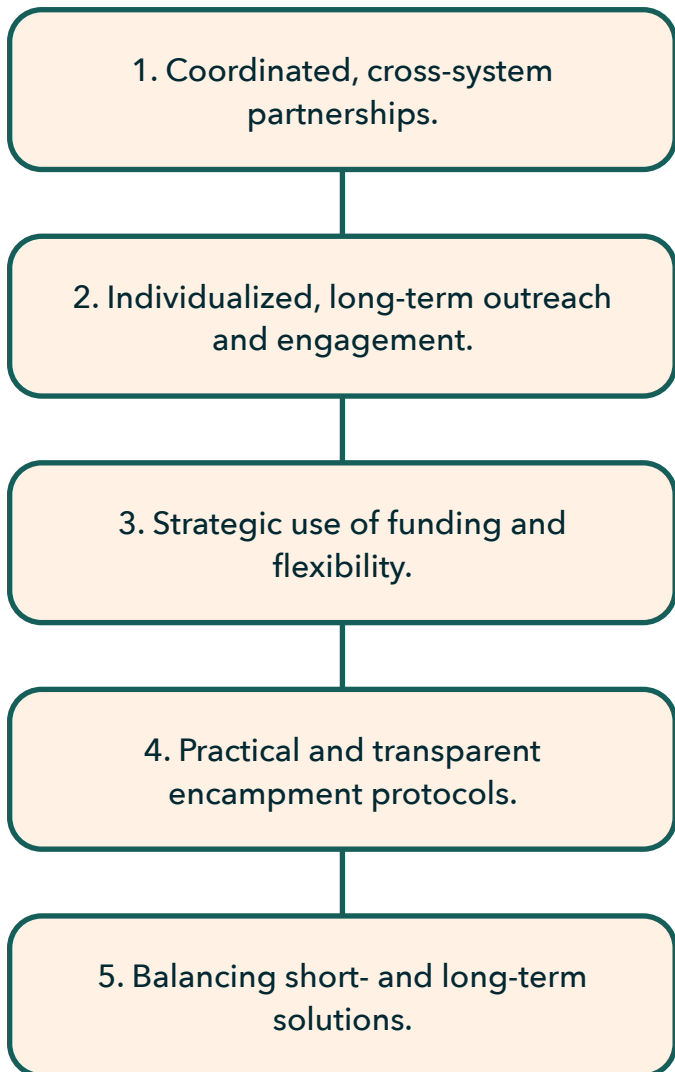 1. Coordinated, cross-system
partnerships.
2. Individualized, long-term outreach
and engagement.
3. Strategic use of funding and
flexibility.
4. Practical and transparent
encampment protocols.
5. Balancing short- and long-term
solutions.